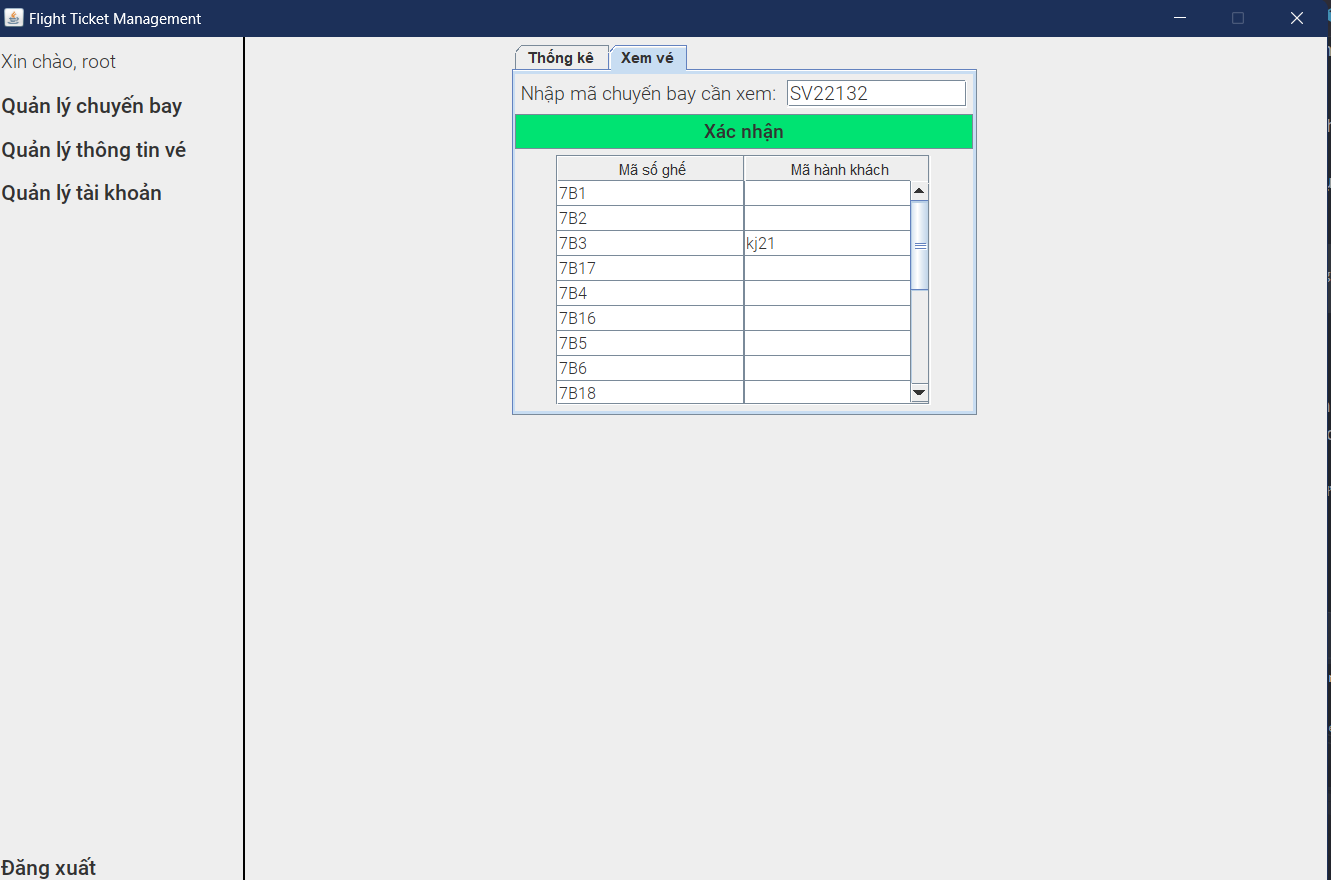 Flight Ticket Management
Xin chào, root
Quản lý chuyến bay
Quản lý thông tin vé
Quản lý tài khoản
Đăng xuất
Thống kê Xem vé
Nhập mã chuyến bay cần xem: SV22132
Xác nhận
Mã số ghế Mã hành khách
7B1
7B2
7B3 kj21
7B17
7B4
7B16
7B5
7B6
7B18